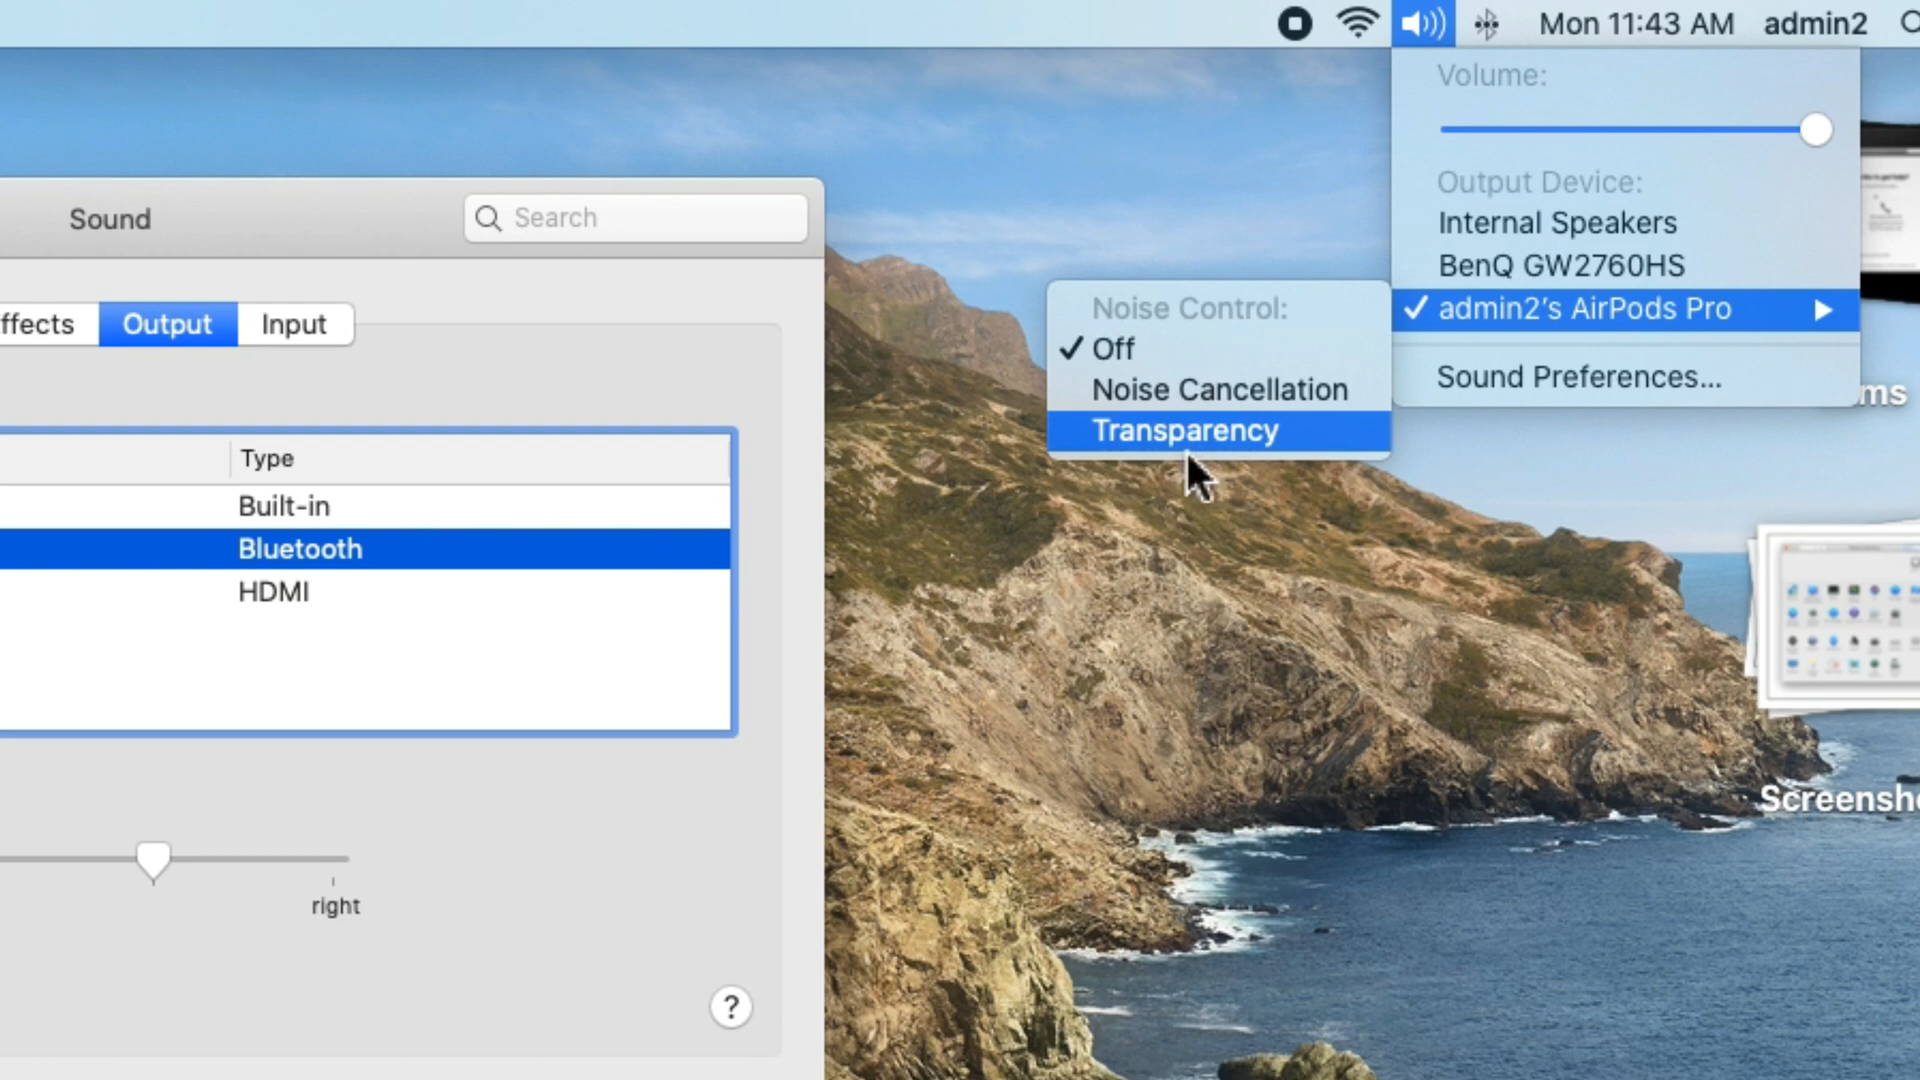 Mon 11:43 AM admin2
Volume:
Output Device:
Internal Speakers
BenQ GW2760HS
✓ admin2's AirPods Pro
Sound Preferences...
Noise Control:
✓ Off
Noise Cancellation
Transparency
Sound
Search
ffects
Output
Input
Type
Built-in
Bluetooth
HDMI
right
?
ms
Screensh